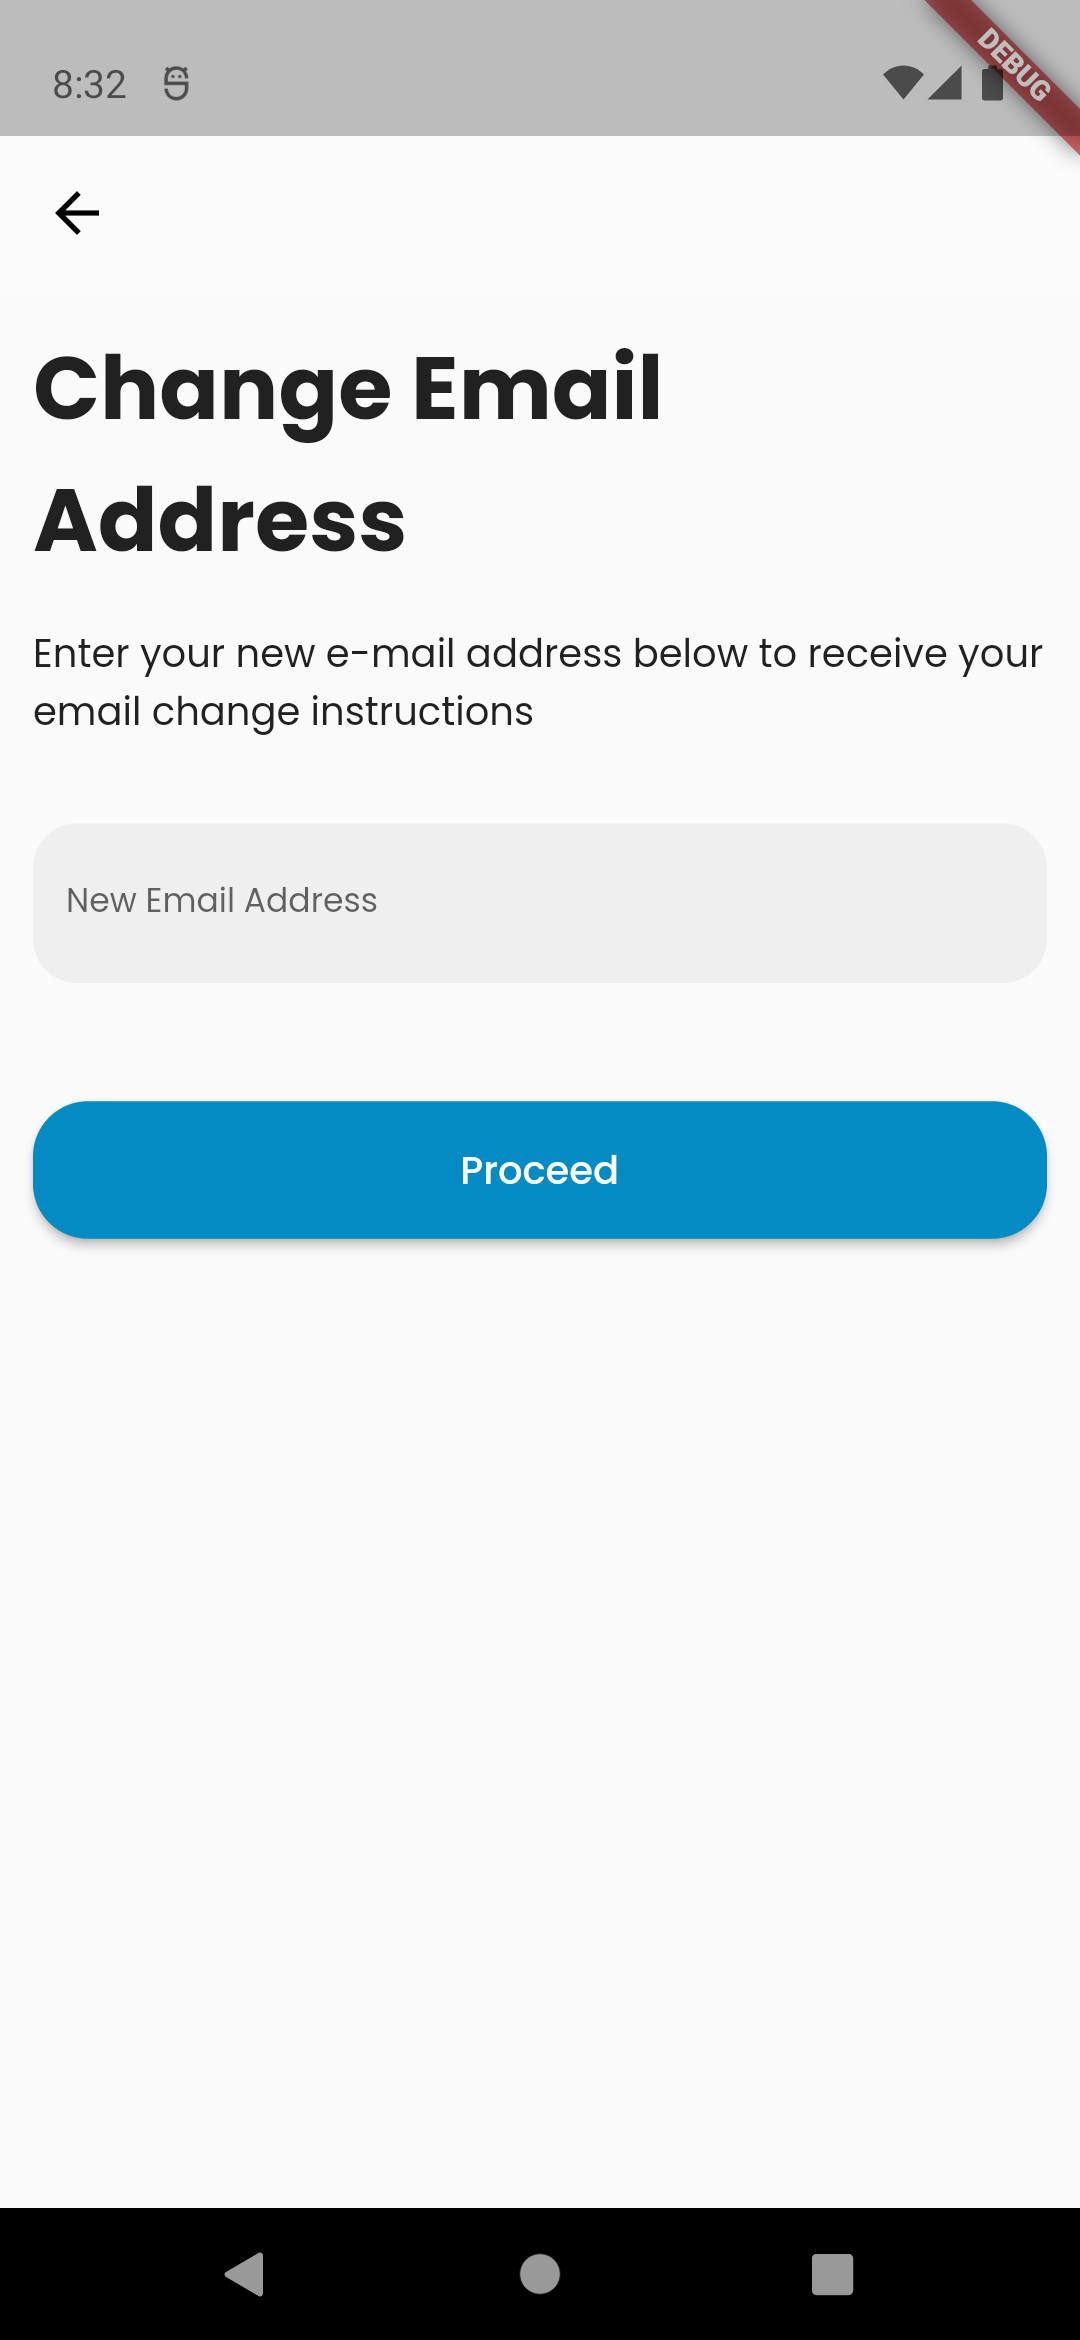 8:32
DEBUG
Change Email
Address
Enter your new e-mail address below to receive your
email change instructions
New Email Address
Proceed